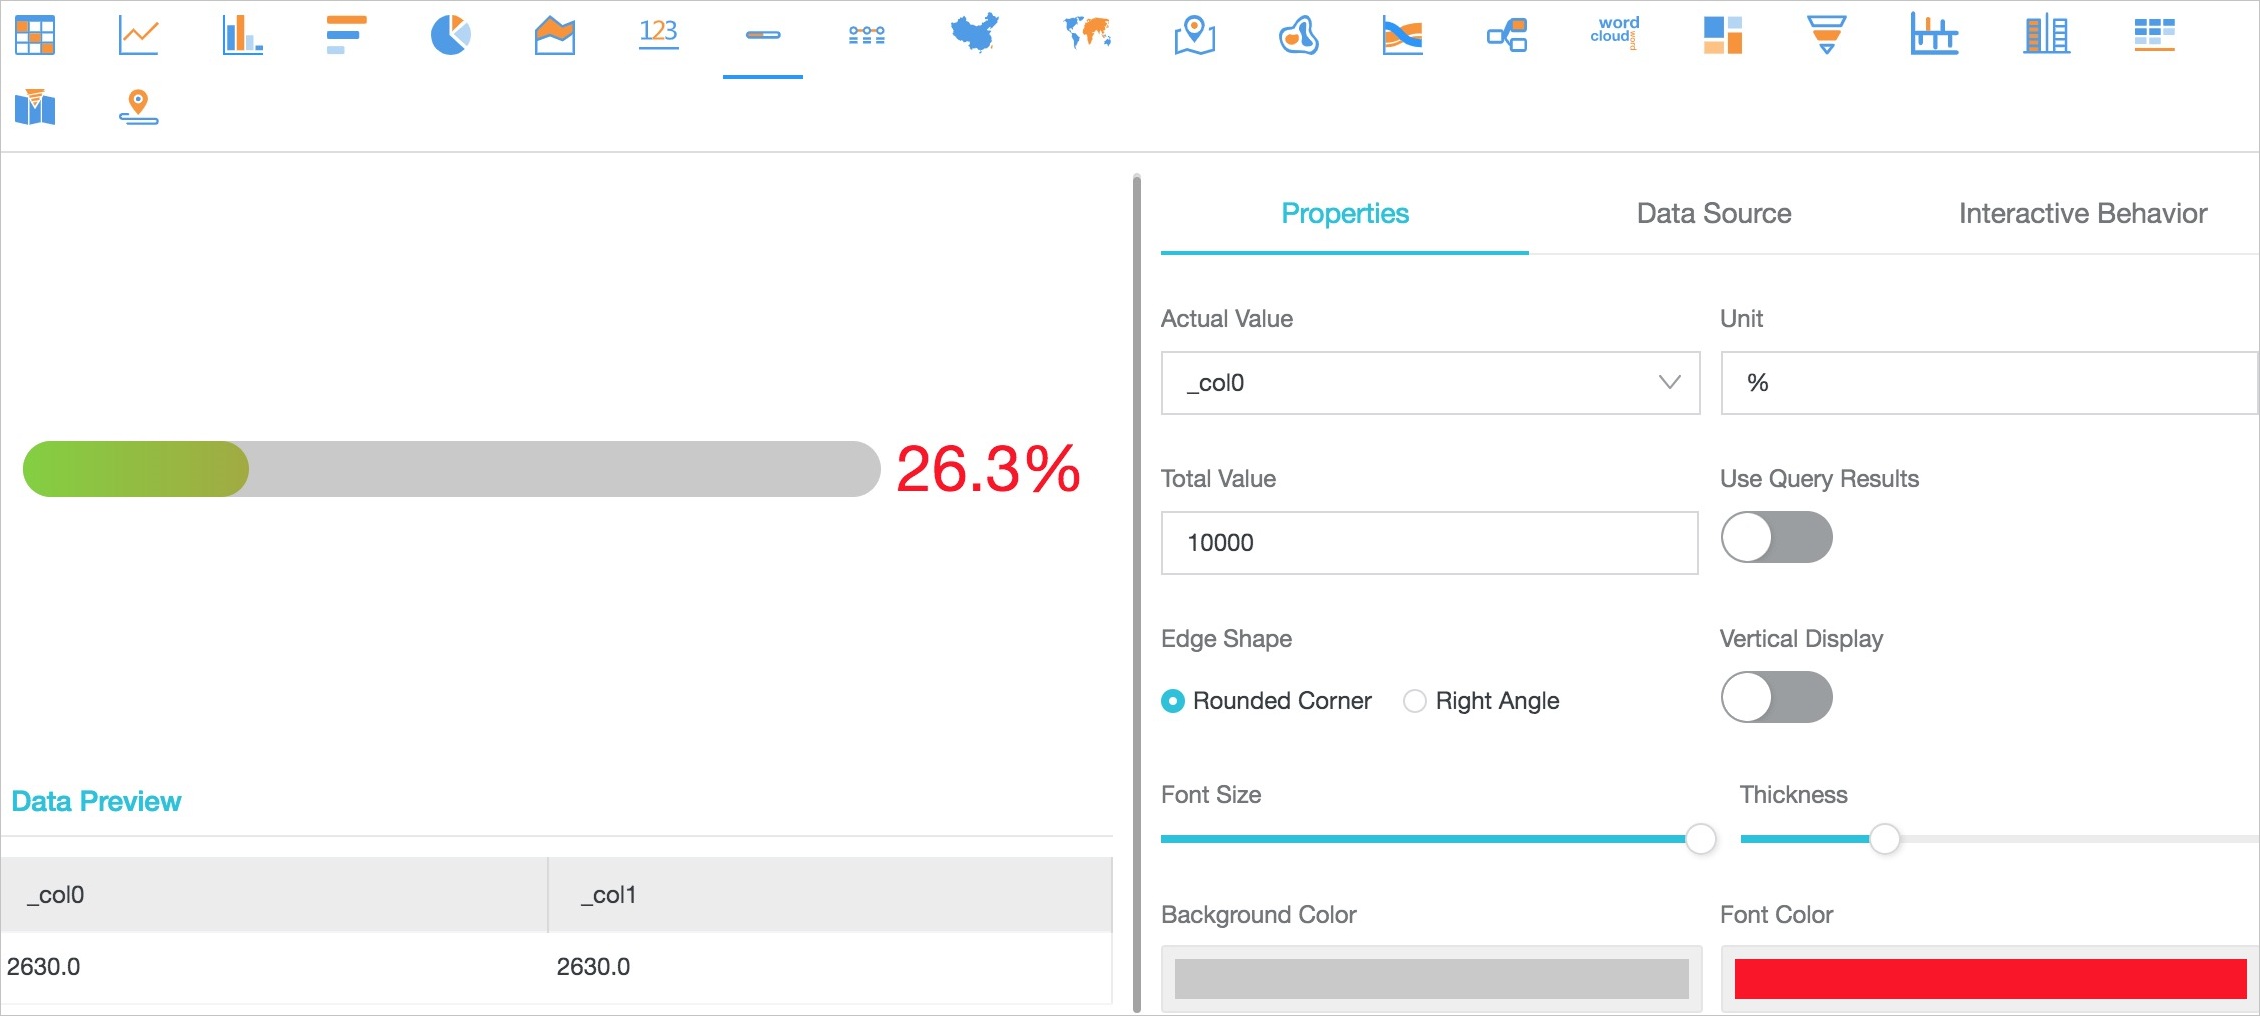 123
word
cloud
word
Properties
Data Source
Interactive Behavior
Actual Value
Unit
_col0
%
26.3%
Total Value
Use Query Results
10000
Edge Shape
Vertical Display
Rounded Corner
Right Angle
Data Preview
Font Size
Thickness
_col0
_col1
Background Color
Font Color
2630.0
2630.0